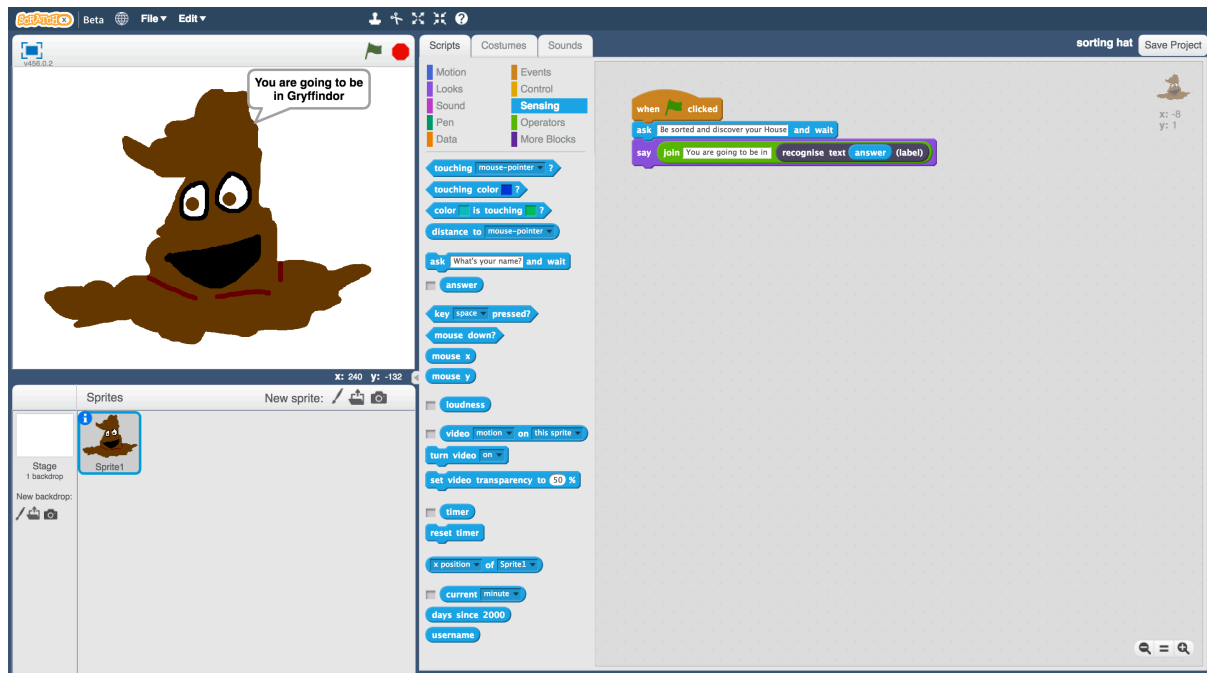 SCRATCHX Beta File Edit
v456.0.2
You are going to be
in Gryffindor
X: 240 y: -132
Sprites New sprite:
Stage
1 backdrop
New backdrop:
Sprite1
Scripts Costumes Sounds
sorting hat Save Project
Motion Events
Looks Control
Sound Sensing
Pen Operators
Data More Blocks
touching mouse-pointer ?
touching color ?
color is touching ?
distance to mouse-pointer
ask What's your name? and wait
answer
key space pressed?
mouse down?
mouse x
mouse y
loudness
video motion on this sprite
turn video on
set video transparency to 50 %
timer
reset timer
x position of Sprite1
current minute
days since 2000
username
when clicked
ask Be sorted and discover your House and wait
say join You are going to be in recognise text answer (label)
x: -8
y: 1